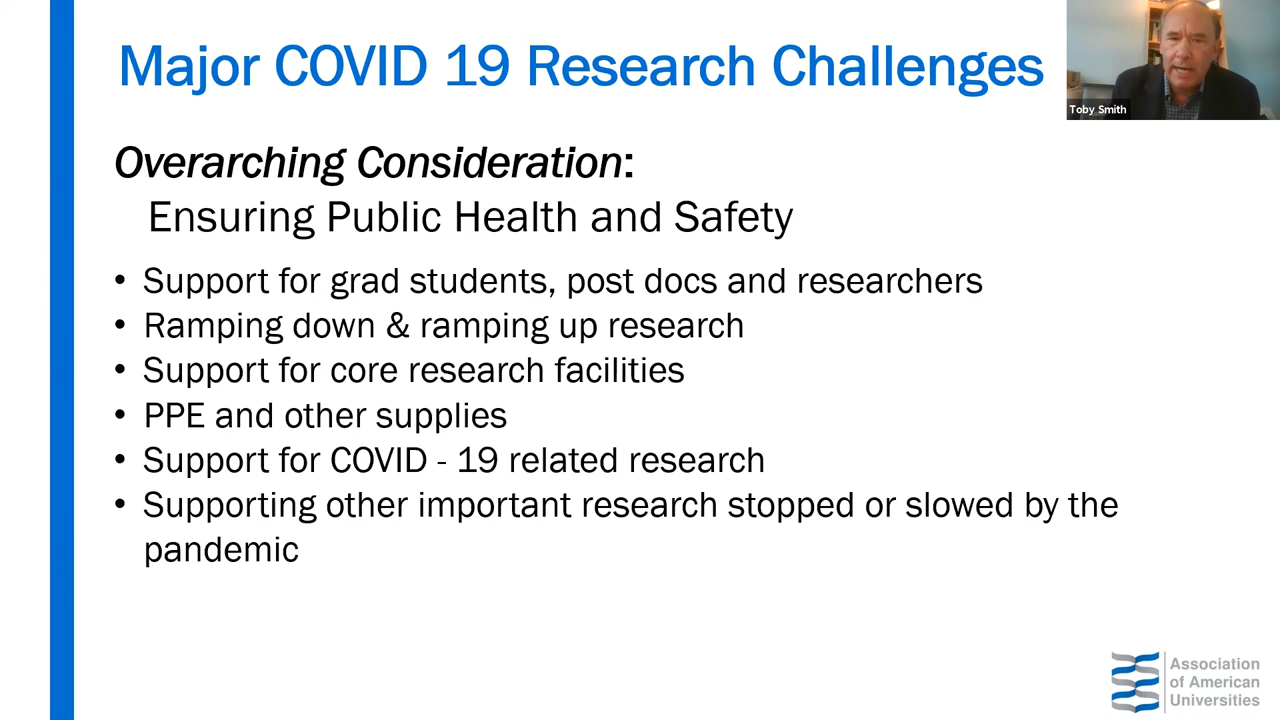 Major COVID 19 Research Challenges
Toby Smith
Overarching Consideration:
Ensuring Public Health and Safety
• Support for grad students, post docs and researchers
• Ramping down & ramping up research
• Support for core research facilities
• PPE and other supplies
• Support for COVID - 19 related research
• Supporting other important research stopped or slowed by the
pandemic
Association
of American
Universities